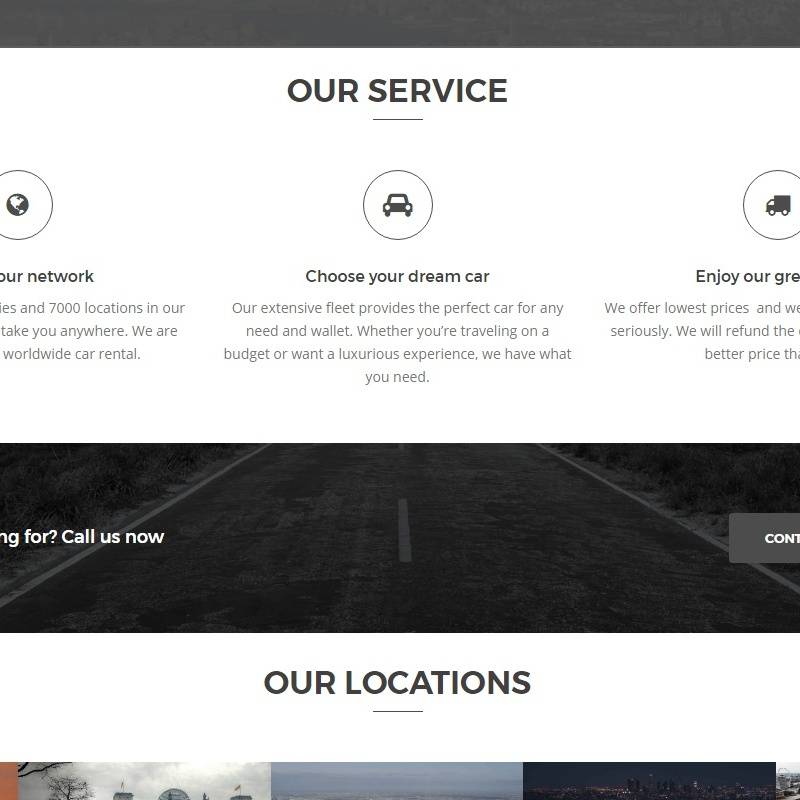 OUR SERVICE
our network
ies and 7000 locations in our
take you anywhere. We are
worldwide car rental.
Choose your dream car
Our extensive fleet provides the perfect car for any
need and wallet. Whether you’re traveling on a
budget or want a luxurious experience, we have what
you need.
Enjoy our gre
We offer lowest prices  and we
seriously. We will refund the
better price tha
ng for? Call us now
CONT
OUR LOCATIONS